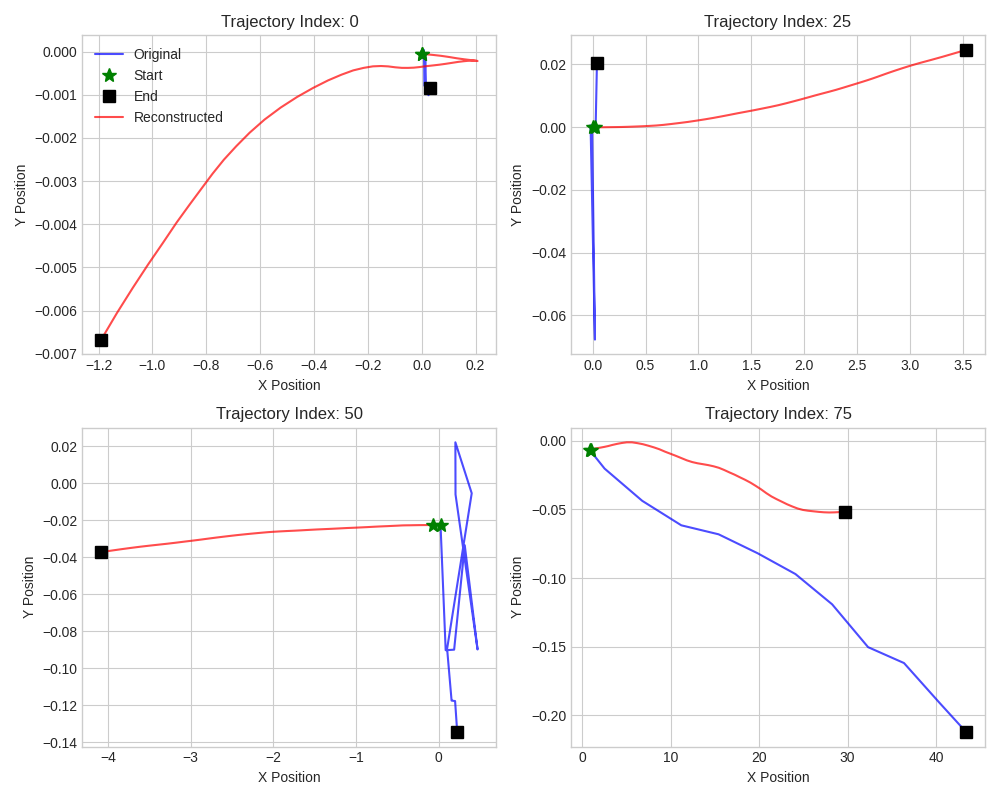 Trajectory Index: 0
Original
Start
End
Reconstructed
0.000
−0.001
−0.002
−0.003
−0.004
−0.005
−0.006
−0.007
Y Position
−1.2 −1.0 −0.8 −0.6 −0.4 −0.2 0.0 0.2
X Position
Trajectory Index: 25
0.02
0.00
−0.02
−0.04
−0.06
Y Position
0.0 0.5 1.0 1.5 2.0 2.5 3.0 3.5
X Position
Trajectory Index: 50
0.02
0.00
−0.02
−0.04
−0.06
−0.08
−0.10
−0.12
−0.14
Y Position
−4 −3 −2 −1 0
X Position
Trajectory Index: 75
0.00
−0.05
−0.10
−0.15
−0.20
Y Position
0 10 20 30 40
X Position